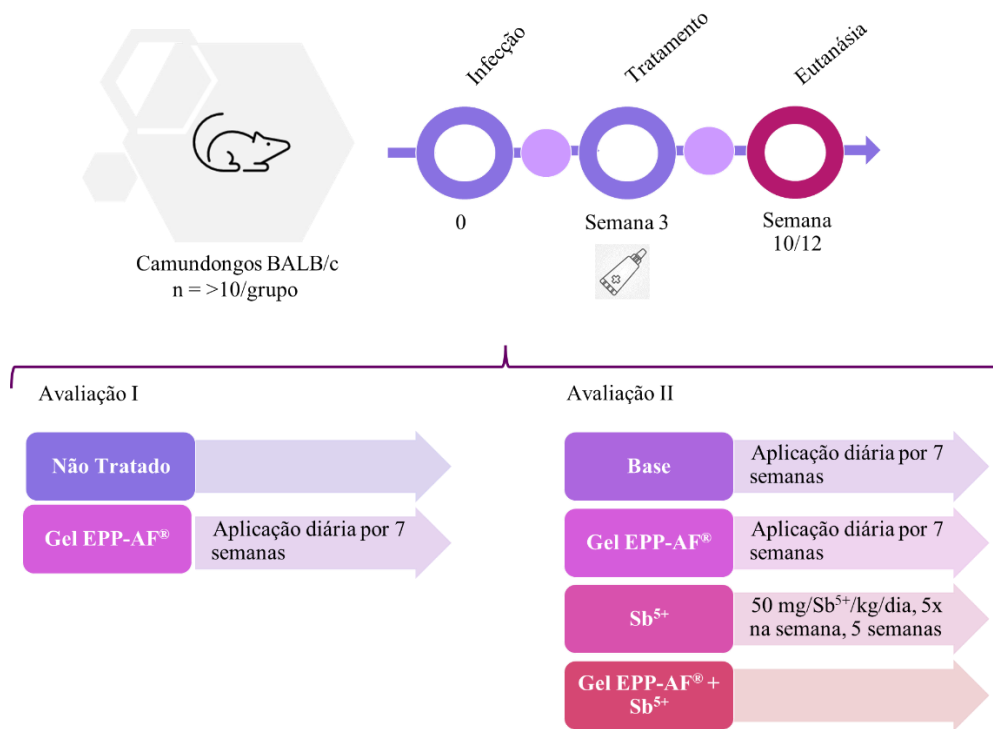 Infecção
Tratamento
Eutanásia
0
Semana 3
Semana
10/12
Camundongos BALB/c
n = >10/grupo
Avaliação I
Avaliação II
Não Tratado
Gel EPP-AF®
Aplicação diária por 7
semanas
Base
Aplicação diária por 7
semanas
Gel EPP-AF®
Aplicação diária por 7
semanas
Sb⁵⁺
50 mg/Sb⁵⁺/kg/dia, 5x
na semana, 5 semanas
Gel EPP-AF® +
Sb⁵⁺